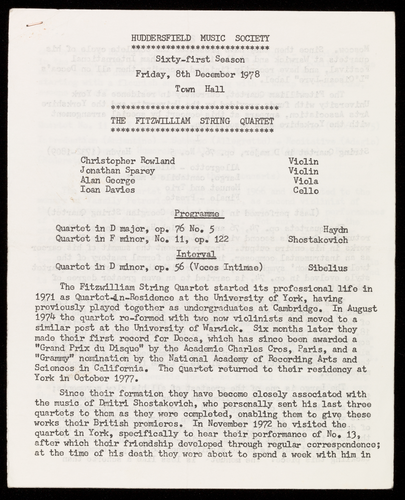 HUDDERSFIELD MUSIC SOCIETY
******************************
Sixty-first Season
Friday, 8th December 1978
Town Hall
************************************
THE FITZWILLIAM STRING QUARTET
************************************
Christopher Rowland Violin
Jonathan Sparey Violin
Alan George Viola
Ioan Davies Cello
Programme
Quartet in D major, op. 76 No. 5 Haydn
Quartet in F minor, No. 11, op. 122 Shostakovich
Interval
Quartet in D minor, op. 56 (Voces Intimae) Sibelius
The Fitzwilliam String Quartet started its professional life in
1971 as Quartet-in-Residence at the University of York, having
previously played together as undergraduates at Cambridge. In August
1974 the quartet re-formed with two new violinists and moved to a
similar post at the University of Warwick. Six months later they
made their first record for Decca, which has since been awarded a
"Grand Prix du Disque" by the Academie Charles Cros, Paris, and a
"Grammy" nomination by the National Academy of Recording Arts and
Sciences in California. The Quartet returned to their residency at
York in October 1977.
Since their formation they have become closely associated with
the music of Dmitri Shostakovich, who personally sent his last three
quartets to them as they were completed, enabling them to give these
works their British premieres. In November 1972 he visited the
quartet in York, specifically to hear their performance of No. 13,
after which their friendship developed through regular correspondence;
at the time of his death they were about to spend a week with him in